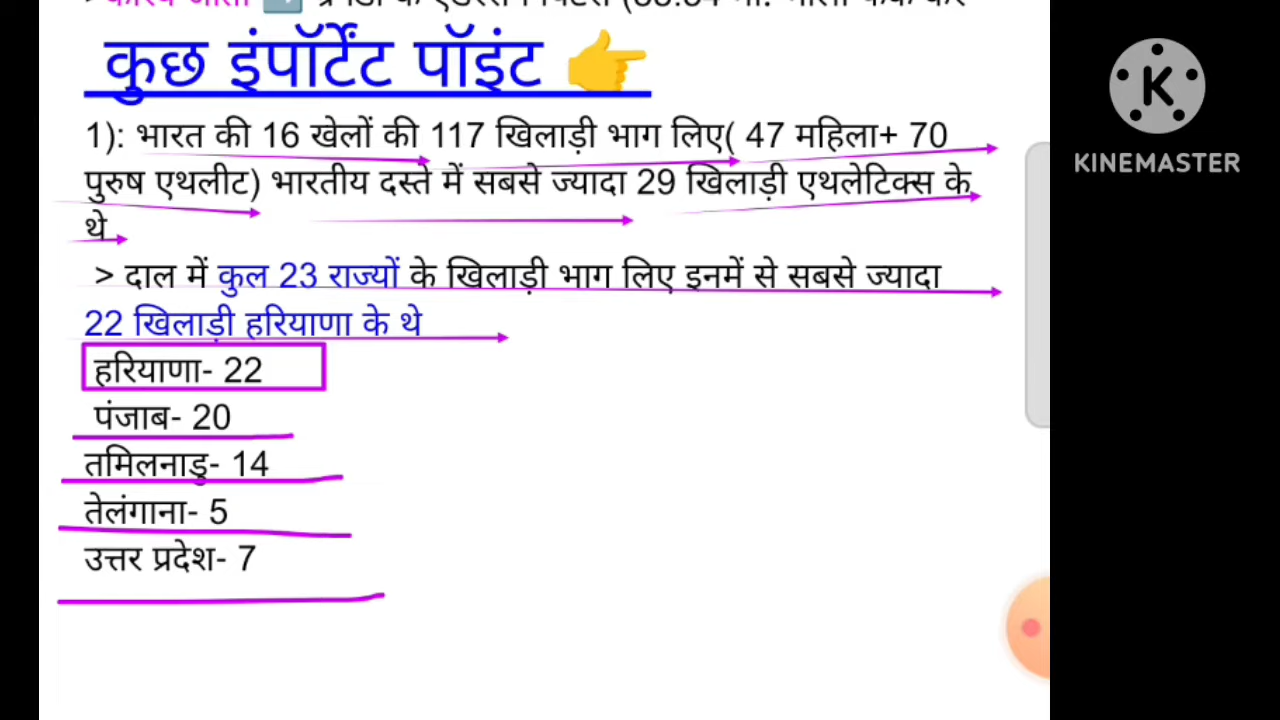 कुछ इंपॉर्टेंट पॉइंट 👉
1): भारत की 16 खेलों की 117 खिलाड़ी भाग लिए( 47 महिला+ 70
पुरुष एथलीट) भारतीय दस्ते में सबसे ज्यादा 29 खिलाड़ी एथलेटिक्स के
थे
> दाल में कुल 23 राज्यों के खिलाड़ी भाग लिए इनमें से सबसे ज्यादा
22 खिलाड़ी हरियाणा के थे
हरियाणा- 22
पंजाब- 20
तमिलनाडु- 14
तेलंगाना- 5
उत्तर प्रदेश- 7
KINEMASTER